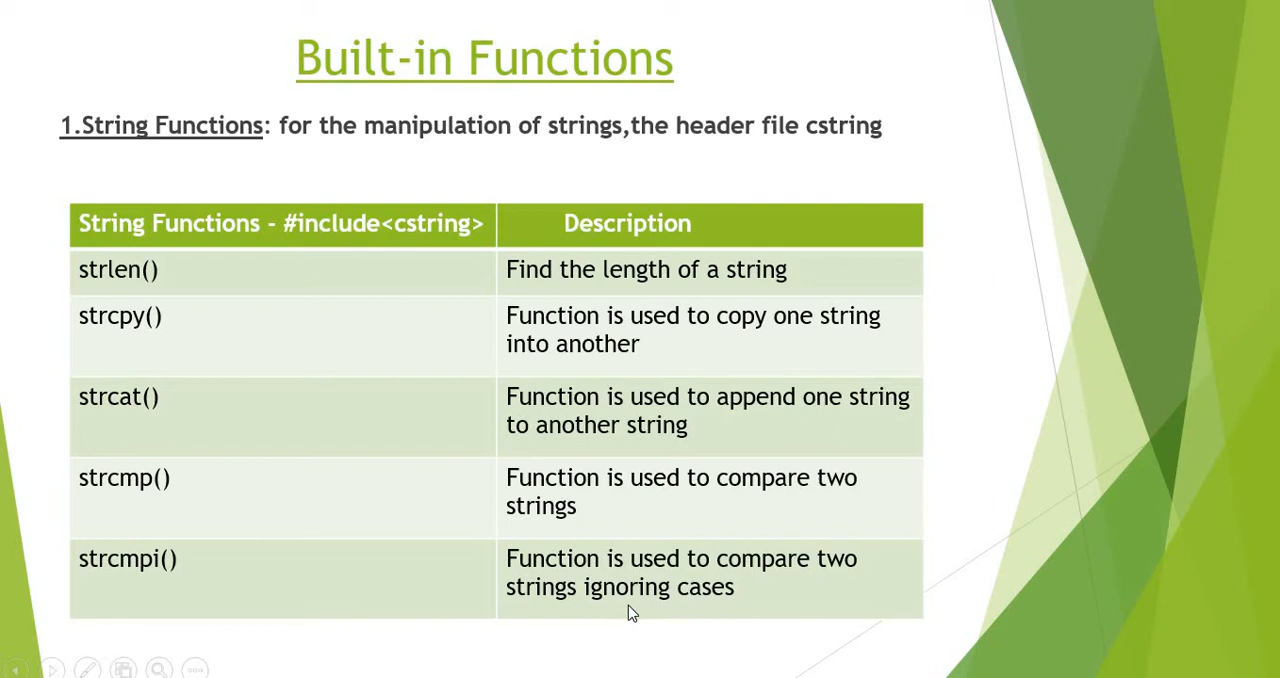 Built-in Functions
1.String Functions: for the manipulation of strings,the header file cstring
String Functions - #include<cstring> Description
strlen() Find the length of a string
strcpy() Function is used to copy one string
into another
strcat() Function is used to append one string
to another string
strcmp() Function is used to compare two
strings
strcmpi() Function is used to compare two
strings ignoring cases